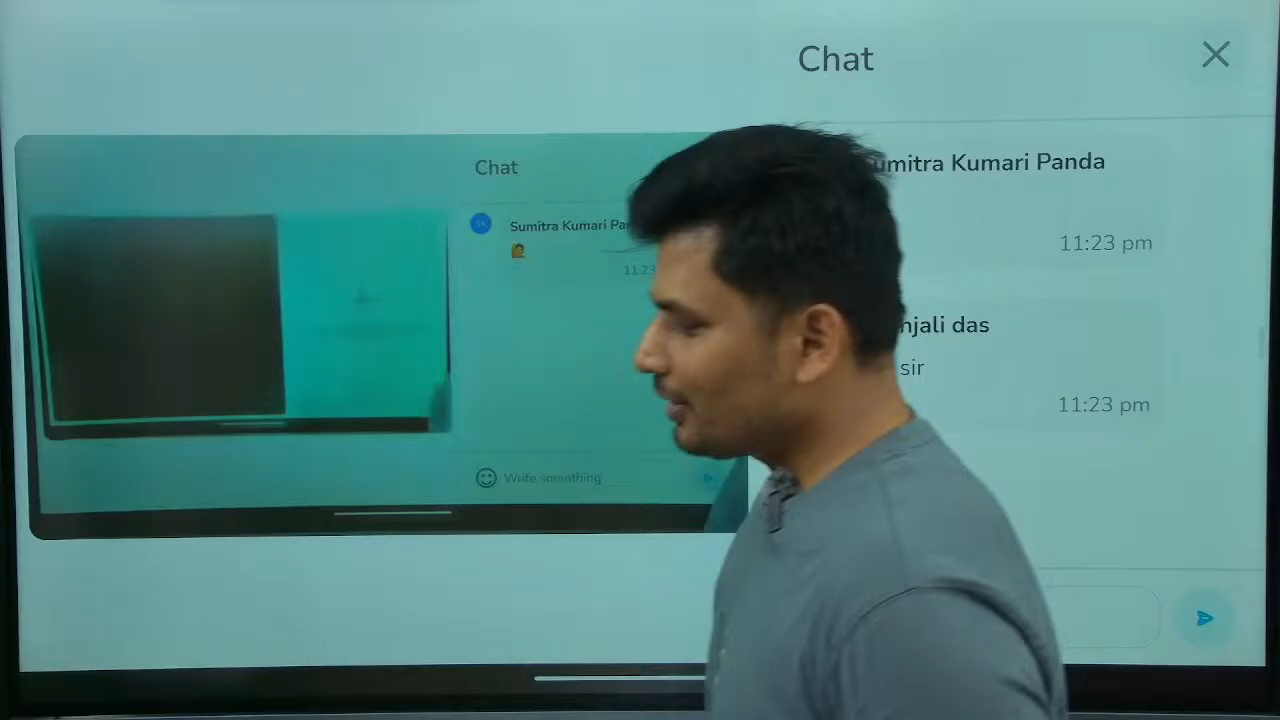 Chat
Chat
SK
Sumitra Kumari
11:23
Write something
umitra Kumari Panda
11:23 pm
njali das
sir
11:23 pm